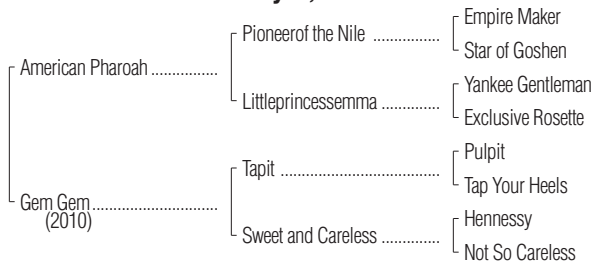 Empire Maker
Pioneerof the Nile ................
Star of Goshen
American Pharoah ................
Yankee Gentleman
Littleprincessemma ..............
Exclusive Rosette
Pulpit
Tapit ................................
Tap Your Heels
Gem Gem ..............................
(2010)
Hennessy
Sweet and Careless ..............
Not So Careless